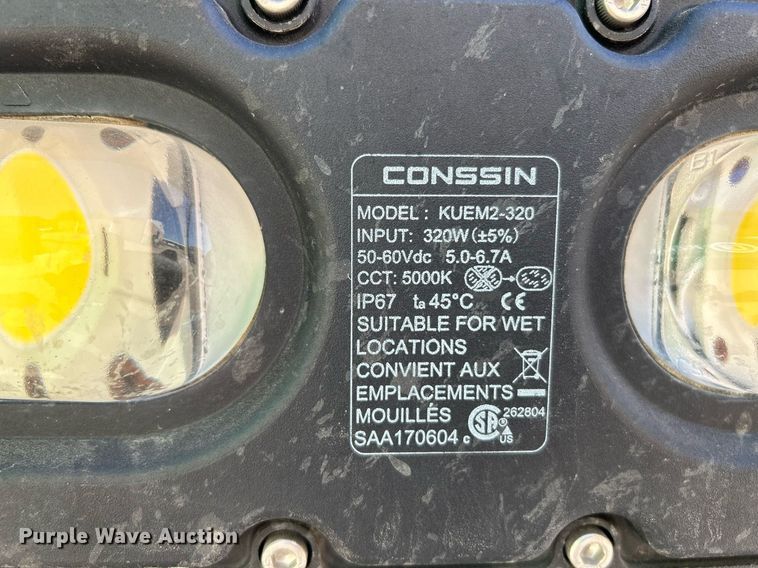 CONSSIN
MODEL : KUEM2-320
INPUT: 320W(±5%)
50-60Vdc 5.0-6.7A
CCT: 5000K
IP67 ta 45°C CE
SUITABLE FOR WET
LOCATIONS
CONVIENT AUX
EMPLACEMENTS
MOUILLÉS
262804
SAA170604 c SA ® US
Purple Wave Auction